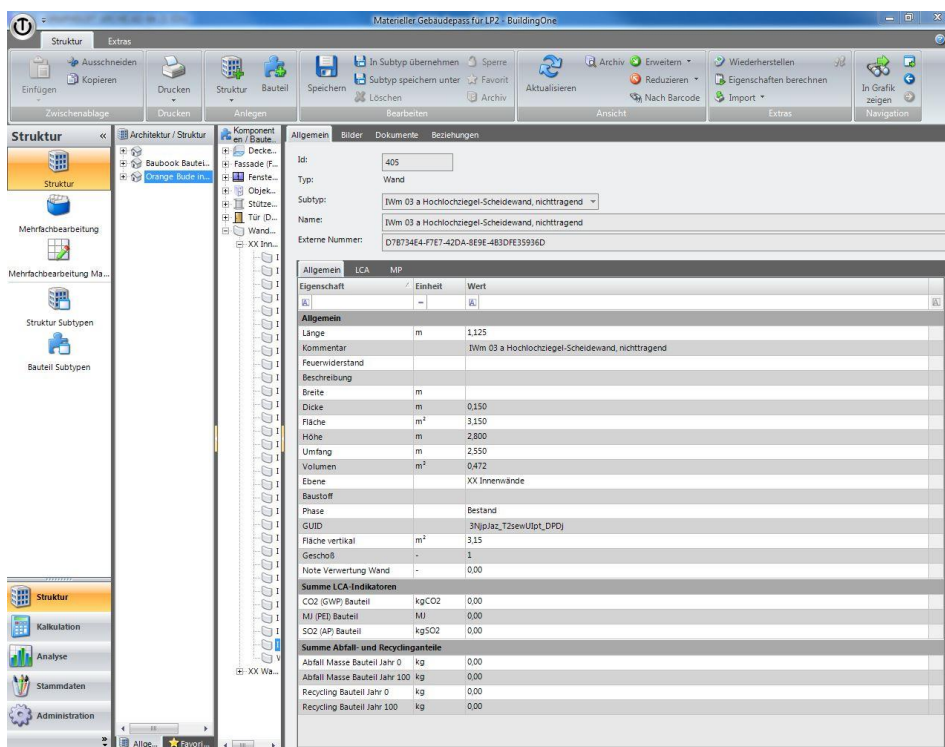 Materieller Gebäudepass für LP2 - BuildingOne
Struktur Extras
Einfügen
Ausschneiden
Kopieren
Zwischenablage
Drucken
Drucken
Struktur
Bauteil
Anlegen
Speichern
In Subtyp übernehmen
Subtyp speichern unter
Löschen
Sperre
Favorit
Archiv
Bearbeiten
Aktualisieren
Archiv
Erweitern
Reduzieren
Nach Barcode
Ansicht
Wiederherstellen
Eigenschaften berechnen
Import
Extras
In Grafik
zeigen
Navigation
Struktur «
Struktur
Mehrfachbearbeitung
Mehrfachbearbeitung Ma...
Struktur Subtypen
Bauteil Subtypen
Struktur
Kalkulation
Analyse
Stammdaten
Administration
Architektur / Struktur
Baubook Bautei...
Orange Bude in...
Allge...
Favori...
Komponent
en / Baute...
Decke...
Fassade (F...
Fenste...
Objek...
Stütze...
Tür (D...
Wand...
XX Inn...
XX Wa...
Allgemein Bilder Dokumente Beziehungen
Id: 405
Typ: Wand
Subtyp: IWm 03 a Hochlochziegel-Scheidewand, nichttragend
Name: IWm 03 a Hochlochziegel-Scheidewand, nichttragend
Externe Nummer: D7B734E4-F7E7-42DA-8E9E-4B3DFE35936D
Allgemein LCA MP
Eigenschaft Einheit Wert
Allgemein
Länge m 1,125
Kommentar IWm 03 a Hochlochziegel-Scheidewand, nichttragend
Feuerwiderstand
Beschreibung
Breite m
Dicke m 0,150
Fläche m² 3,150
Höhe m 2,800
Umfang m 2,550
Volumen m³ 0,472
Ebene XX Innenwände
Baustoff
Phase Bestand
GUID 3NjpJaz_T2sewUIpt_DPDj
Fläche vertikal m² 3,15
Geschoß - 1
Note Verwertung Wand - 0,00
Summe LCA-Indikatoren
CO2 (GWP) Bauteil kgCO2 0,00
MJ (PEI) Bauteil MJ 0,00
SO2 (AP) Bauteil kgSO2 0,00
Summe Abfall- und Recyclinganteile
Abfall Masse Bauteil Jahr 0 kg 0,00
Abfall Masse Bauteil Jahr 100 kg 0,00
Recycling Bauteil Jahr 0 kg 0,00
Recycling Bauteil Jahr 100 kg 0,00